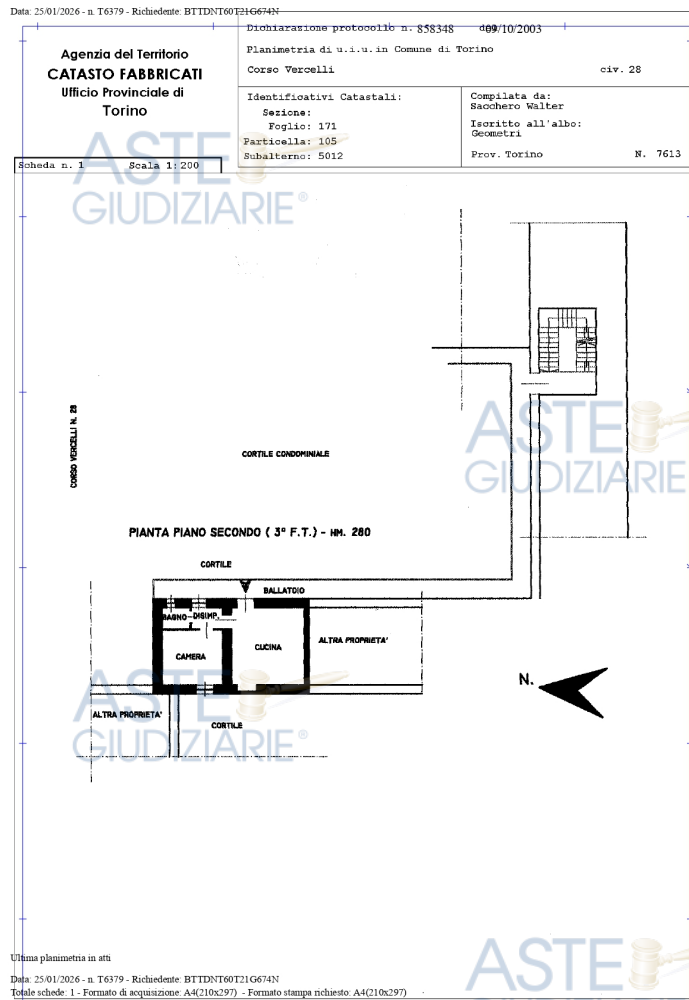 Data: 25/01/2026 - n. T6379 - Richiedente: BTTDNT60T21G674N
Agenzia del Territorio
CATASTO FABBRICATI
Ufficio Provinciale di
Torino
Dichiarazione protocollo n. 858348 del 09/10/2003
Planimetria di u.i.u. in Comune di Torino
Corso Vercelli civ. 28
Identificativi Catastali:
Sezione:
Foglio: 171
Particella: 105
Subalterno: 5012
Compilata da:
Sacchero Walter
Iscritto all'albo:
Geometri
Prov. Torino N. 7613
Scheda n. 1 Scala 1:200
ASTE
GIUDIZIARIE®
CORSO VERCELLI N. 28
CORTILE CONDOMINIALE
ASTE
GIUDIZIARIE
PIANTA PIANO SECONDO ( 3° F.T.) - HM. 280
CORTILE
BALLATOIO
BAGNO
DISIMP.
CUCINA
ALTRA PROPRIETA'
CAMERA
N.
ALTRA PROPRIETA'
CORTILE
ASTE
GIUDIZIARIE®
ASTE
Ultima planimetria in atti
Data: 25/01/2026 - n. T6379 - Richiedente: BTTDNT60T21G674N
Totale schede: 1 - Formato di acquisizione: A4(210x297) - Formato stampa richiesto: A4(210x297)